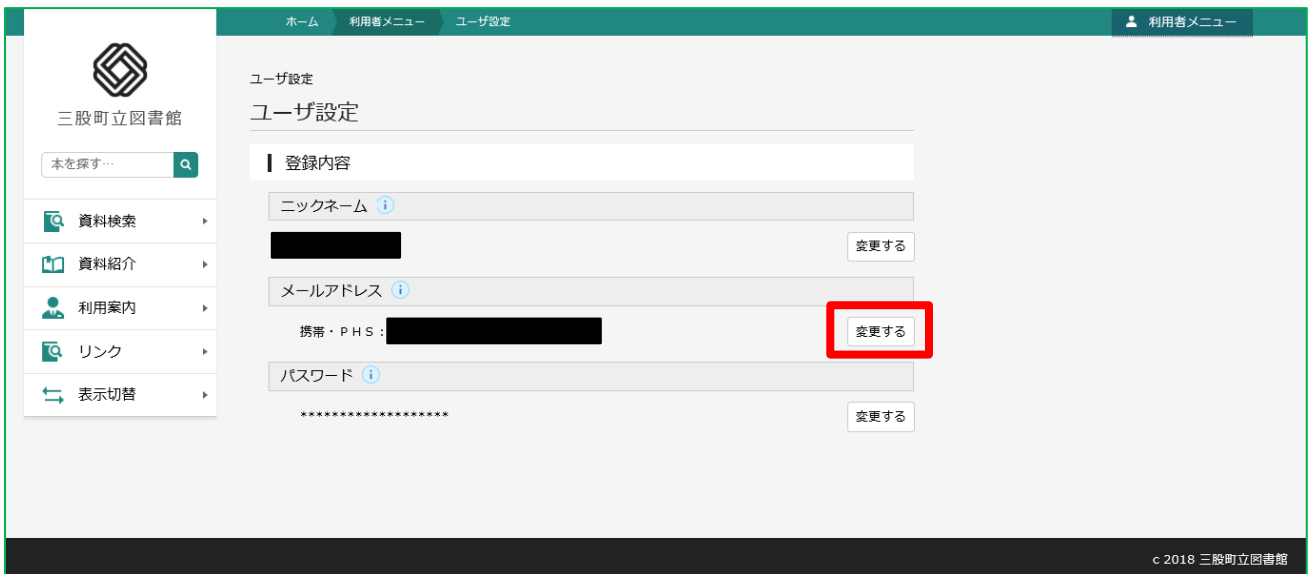 ホーム 利用者メニュー ユーザ設定 利用者メニュー
三股町立図書館
本を探す…
資料検索
資料紹介
利用案内
リンク
表示切替
ユーザ設定
ユーザ設定
登録内容
ニックネーム
変更する
メールアドレス
携帯・ＰＨＳ：
変更する
パスワード
*******************
変更する
c 2018 三股町立図書館